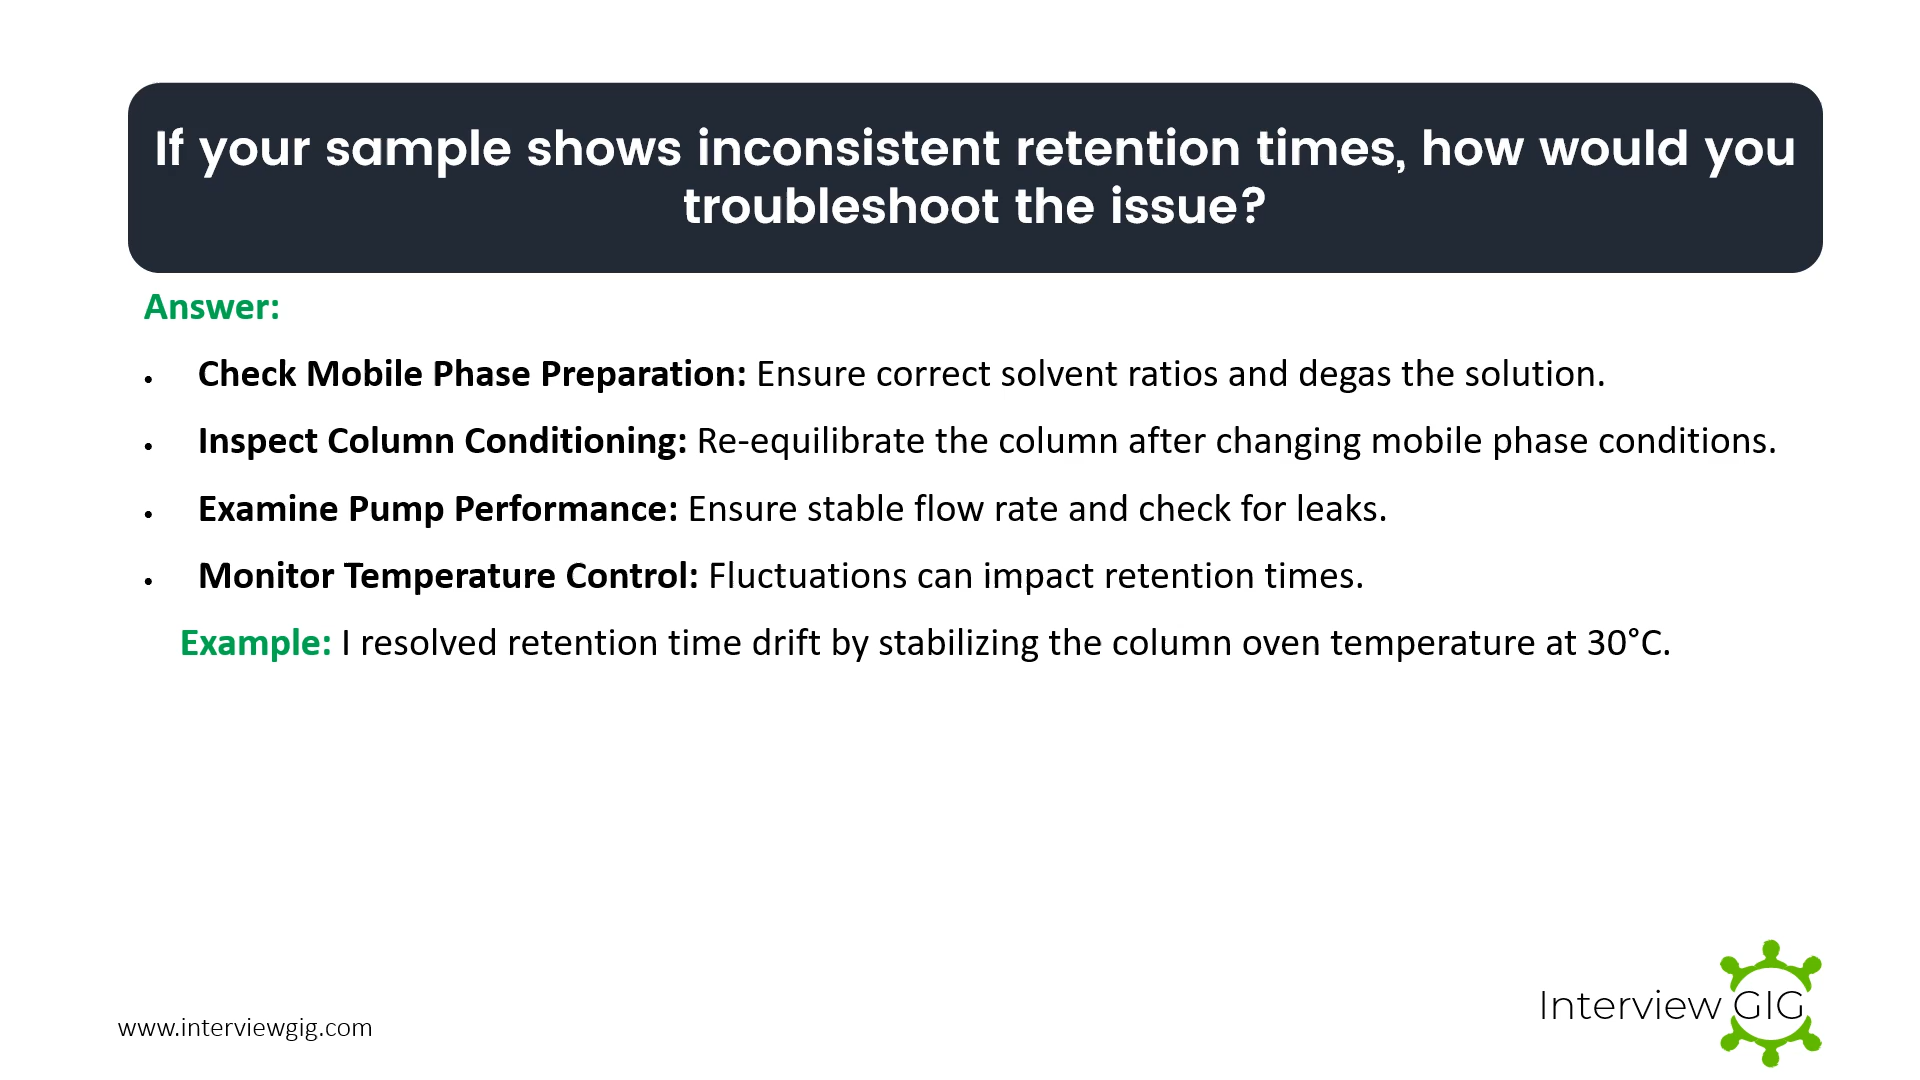 If your sample shows inconsistent retention times, how would you
troubleshoot the issue?
Answer:
• Check Mobile Phase Preparation: Ensure correct solvent ratios and degas the solution.
• Inspect Column Conditioning: Re-equilibrate the column after changing mobile phase conditions.
• Examine Pump Performance: Ensure stable flow rate and check for leaks.
• Monitor Temperature Control: Fluctuations can impact retention times.
Example: I resolved retention time drift by stabilizing the column oven temperature at 30°C.
Interview GIG
www.interviewgig.com